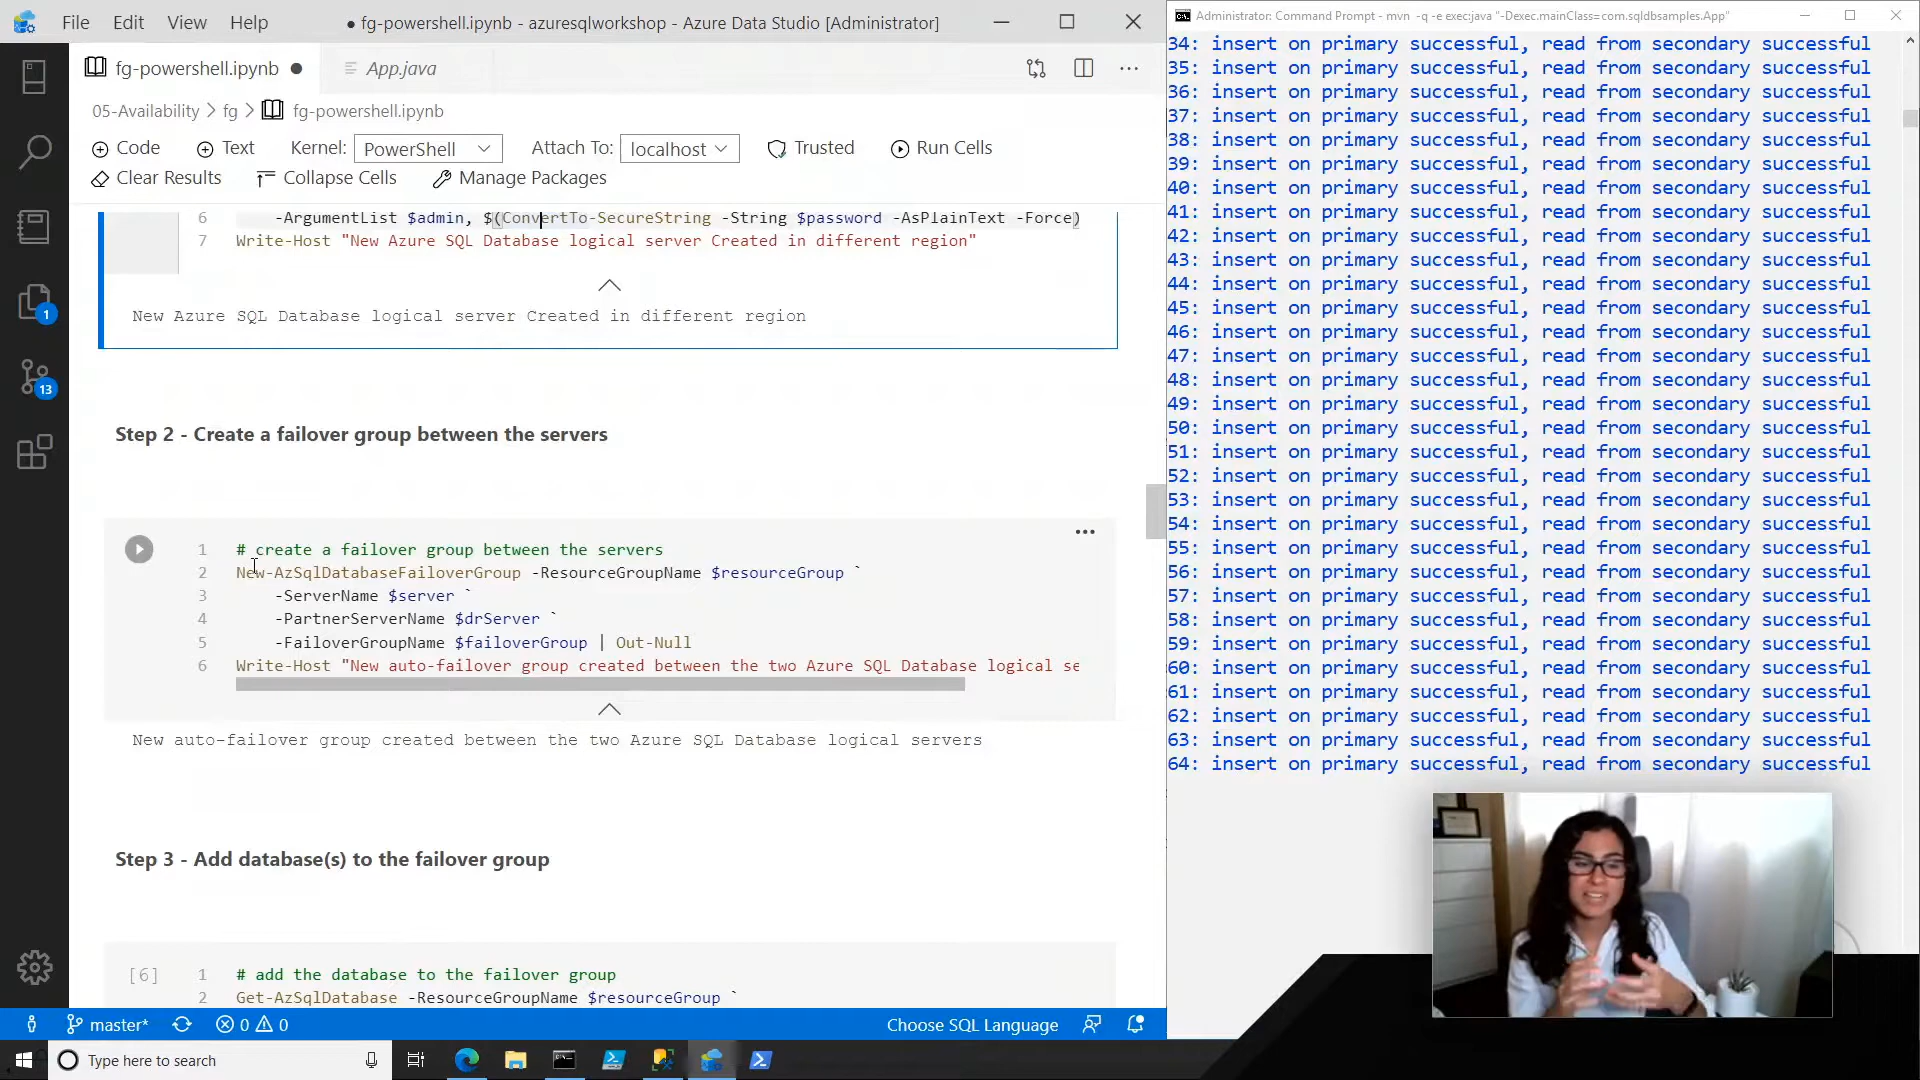 File Edit View Help
● fg-powershell.ipynb - azuresqlworkshop - Azure Data Studio [Administrator]
fg-powershell.ipynb ●
App.java
05-Availability > fg > fg-powershell.ipynb
Code Text Kernel: PowerShell Attach To: localhost Trusted Run Cells
Clear Results Collapse Cells Manage Packages
6 -ArgumentList $admin, $(ConvertTo-SecureString -String $password -AsPlainText -Force)
7 Write-Host "New Azure SQL Database logical server Created in different region"
New Azure SQL Database logical server Created in different region
Step 2 - Create a failover group between the servers
1 # create a failover group between the servers
2 New-AzSqlDatabaseFailoverGroup -ResourceGroupName $resourceGroup `
3 -ServerName $server `
4 -PartnerServerName $drServer `
5 -FailoverGroupName $failoverGroup | Out-Null
6 Write-Host "New auto-failover group created between the two Azure SQL Database logical se
New auto-failover group created between the two Azure SQL Database logical servers
Step 3 - Add database(s) to the failover group
[6] 1 # add the database to the failover group
2 Get-AzSqlDatabase -ResourceGroupName $resourceGroup `
1
13
master* 0 0 Choose SQL Language
Type here to search
Administrator: Command Prompt - mvn -q -e exec:java "-Dexec.mainClass=com.sqldbsamples.App"
34: insert on primary successful, read from secondary successful
35: insert on primary successful, read from secondary successful
36: insert on primary successful, read from secondary successful
37: insert on primary successful, read from secondary successful
38: insert on primary successful, read from secondary successful
39: insert on primary successful, read from secondary successful
40: insert on primary successful, read from secondary successful
41: insert on primary successful, read from secondary successful
42: insert on primary successful, read from secondary successful
43: insert on primary successful, read from secondary successful
44: insert on primary successful, read from secondary successful
45: insert on primary successful, read from secondary successful
46: insert on primary successful, read from secondary successful
47: insert on primary successful, read from secondary successful
48: insert on primary successful, read from secondary successful
49: insert on primary successful, read from secondary successful
50: insert on primary successful, read from secondary successful
51: insert on primary successful, read from secondary successful
52: insert on primary successful, read from secondary successful
53: insert on primary successful, read from secondary successful
54: insert on primary successful, read from secondary successful
55: insert on primary successful, read from secondary successful
56: insert on primary successful, read from secondary successful
57: insert on primary successful, read from secondary successful
58: insert on primary successful, read from secondary successful
59: insert on primary successful, read from secondary successful
60: insert on primary successful, read from secondary successful
61: insert on primary successful, read from secondary successful
62: insert on primary successful, read from secondary successful
63: insert on primary successful, read from secondary successful
64: insert on primary successful, read from secondary successful